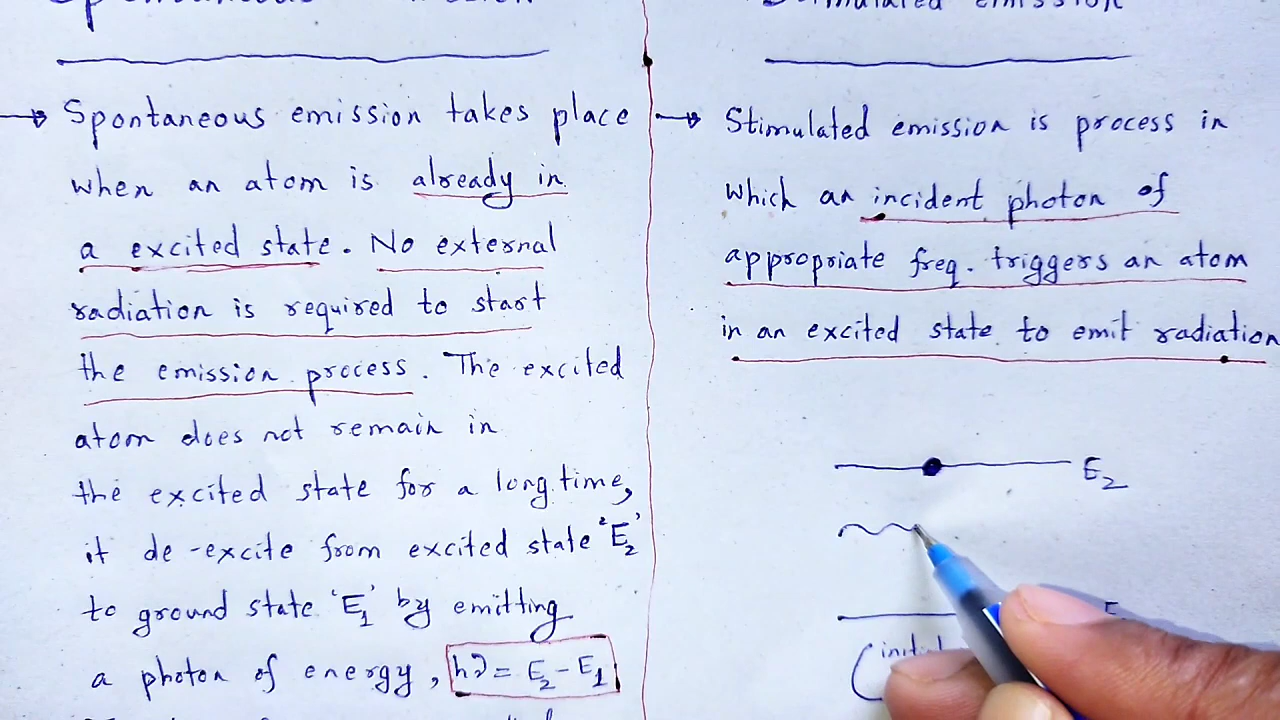 Spontaneous emission takes place
when an atom is already in
a excited state. No external
radiation is required to start
the emission process. The excited
atom does not remain in
the excited state for a long time,
it de-excite from excited state 'E₂'
to ground state 'E₁' by emitting
a photon of energy, hν = E₂ - E₁
Stimulated emission
Stimulated emission is process in
which an incident photon of
appropriate freq. triggers an atom
in an excited state to emit radiation
E₂